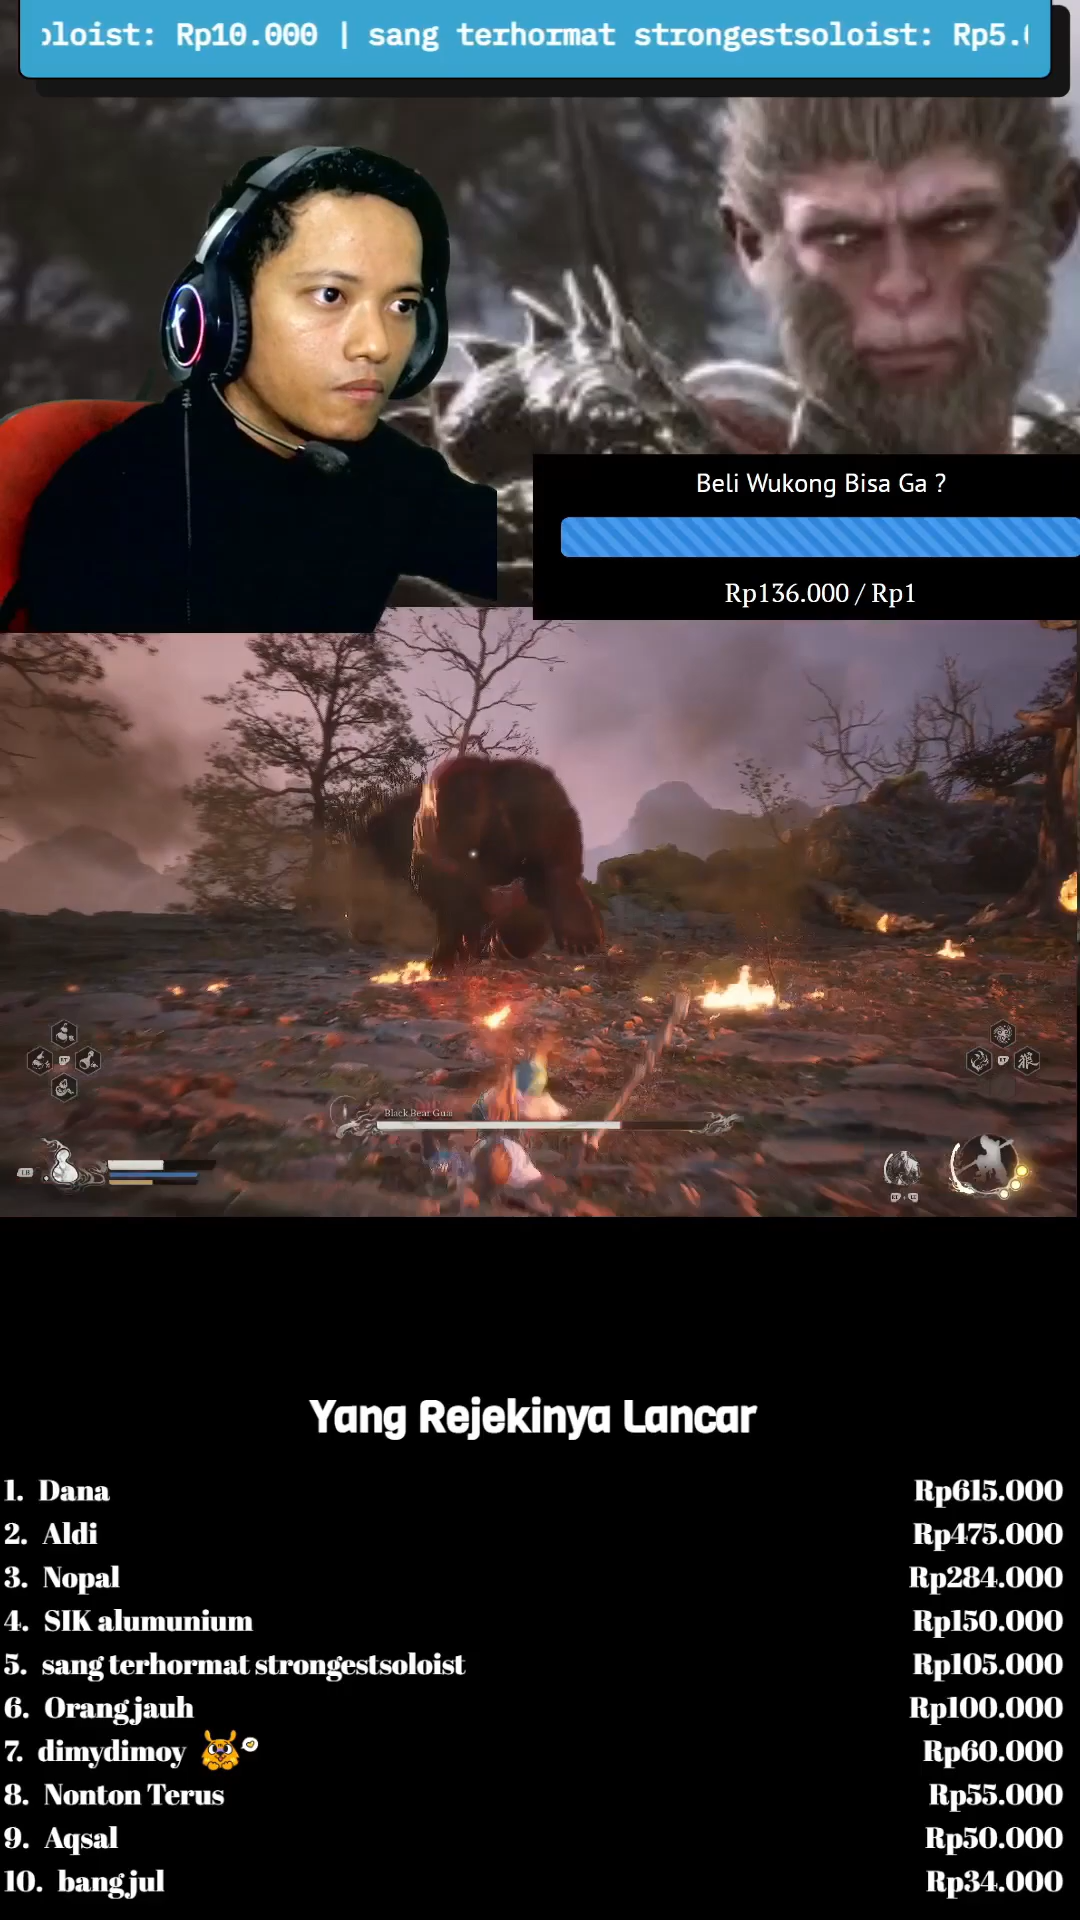 oloist: Rp10.000 | sang terhormat strongestsoloist: Rp5.
Beli Wukong Bisa Ga ?
Rp136.000 / Rp1
Black Bear Guai
LB
RT
Yang Rejekinya Lancar
1. Dana Rp615.000
2. Aldi Rp475.000
3. Nopal Rp284.000
4. SIK alumunium Rp150.000
5. sang terhormat strongestsoloist Rp105.000
6. Orang jauh Rp100.000
7. dimydimoy Rp60.000
8. Nonton Terus Rp55.000
9. Aqsal Rp50.000
10. bang jul Rp34.000